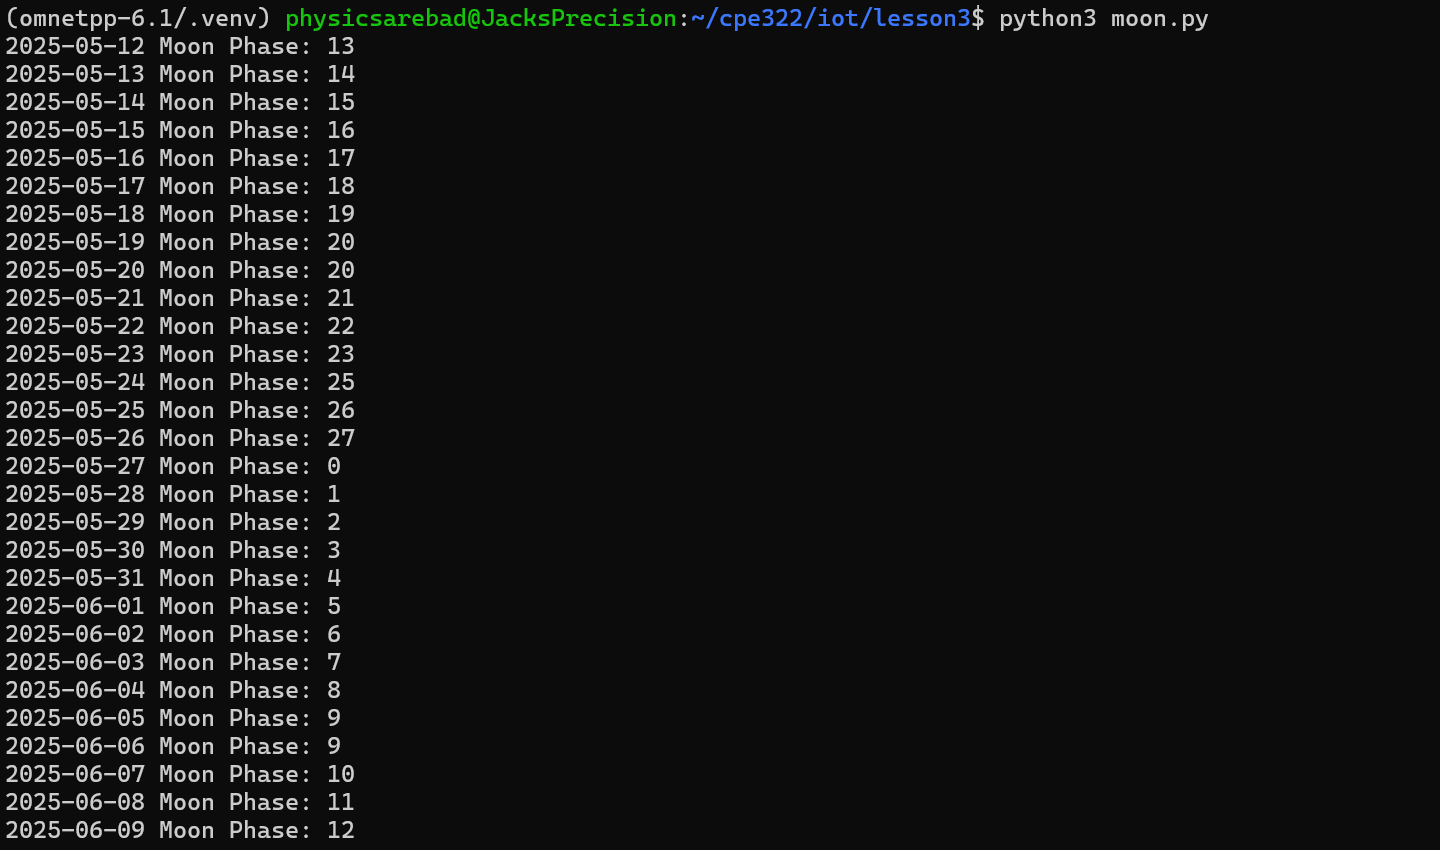 (omnetpp-6.1/.venv) physicsarebad@JacksPrecision:~/cpe322/iot/lesson3$ python3 moon.py
2025-05-12 Moon Phase: 13
2025-05-13 Moon Phase: 14
2025-05-14 Moon Phase: 15
2025-05-15 Moon Phase: 16
2025-05-16 Moon Phase: 17
2025-05-17 Moon Phase: 18
2025-05-18 Moon Phase: 19
2025-05-19 Moon Phase: 20
2025-05-20 Moon Phase: 20
2025-05-21 Moon Phase: 21
2025-05-22 Moon Phase: 22
2025-05-23 Moon Phase: 23
2025-05-24 Moon Phase: 25
2025-05-25 Moon Phase: 26
2025-05-26 Moon Phase: 27
2025-05-27 Moon Phase: 0
2025-05-28 Moon Phase: 1
2025-05-29 Moon Phase: 2
2025-05-30 Moon Phase: 3
2025-05-31 Moon Phase: 4
2025-06-01 Moon Phase: 5
2025-06-02 Moon Phase: 6
2025-06-03 Moon Phase: 7
2025-06-04 Moon Phase: 8
2025-06-05 Moon Phase: 9
2025-06-06 Moon Phase: 9
2025-06-07 Moon Phase: 10
2025-06-08 Moon Phase: 11
2025-06-09 Moon Phase: 12